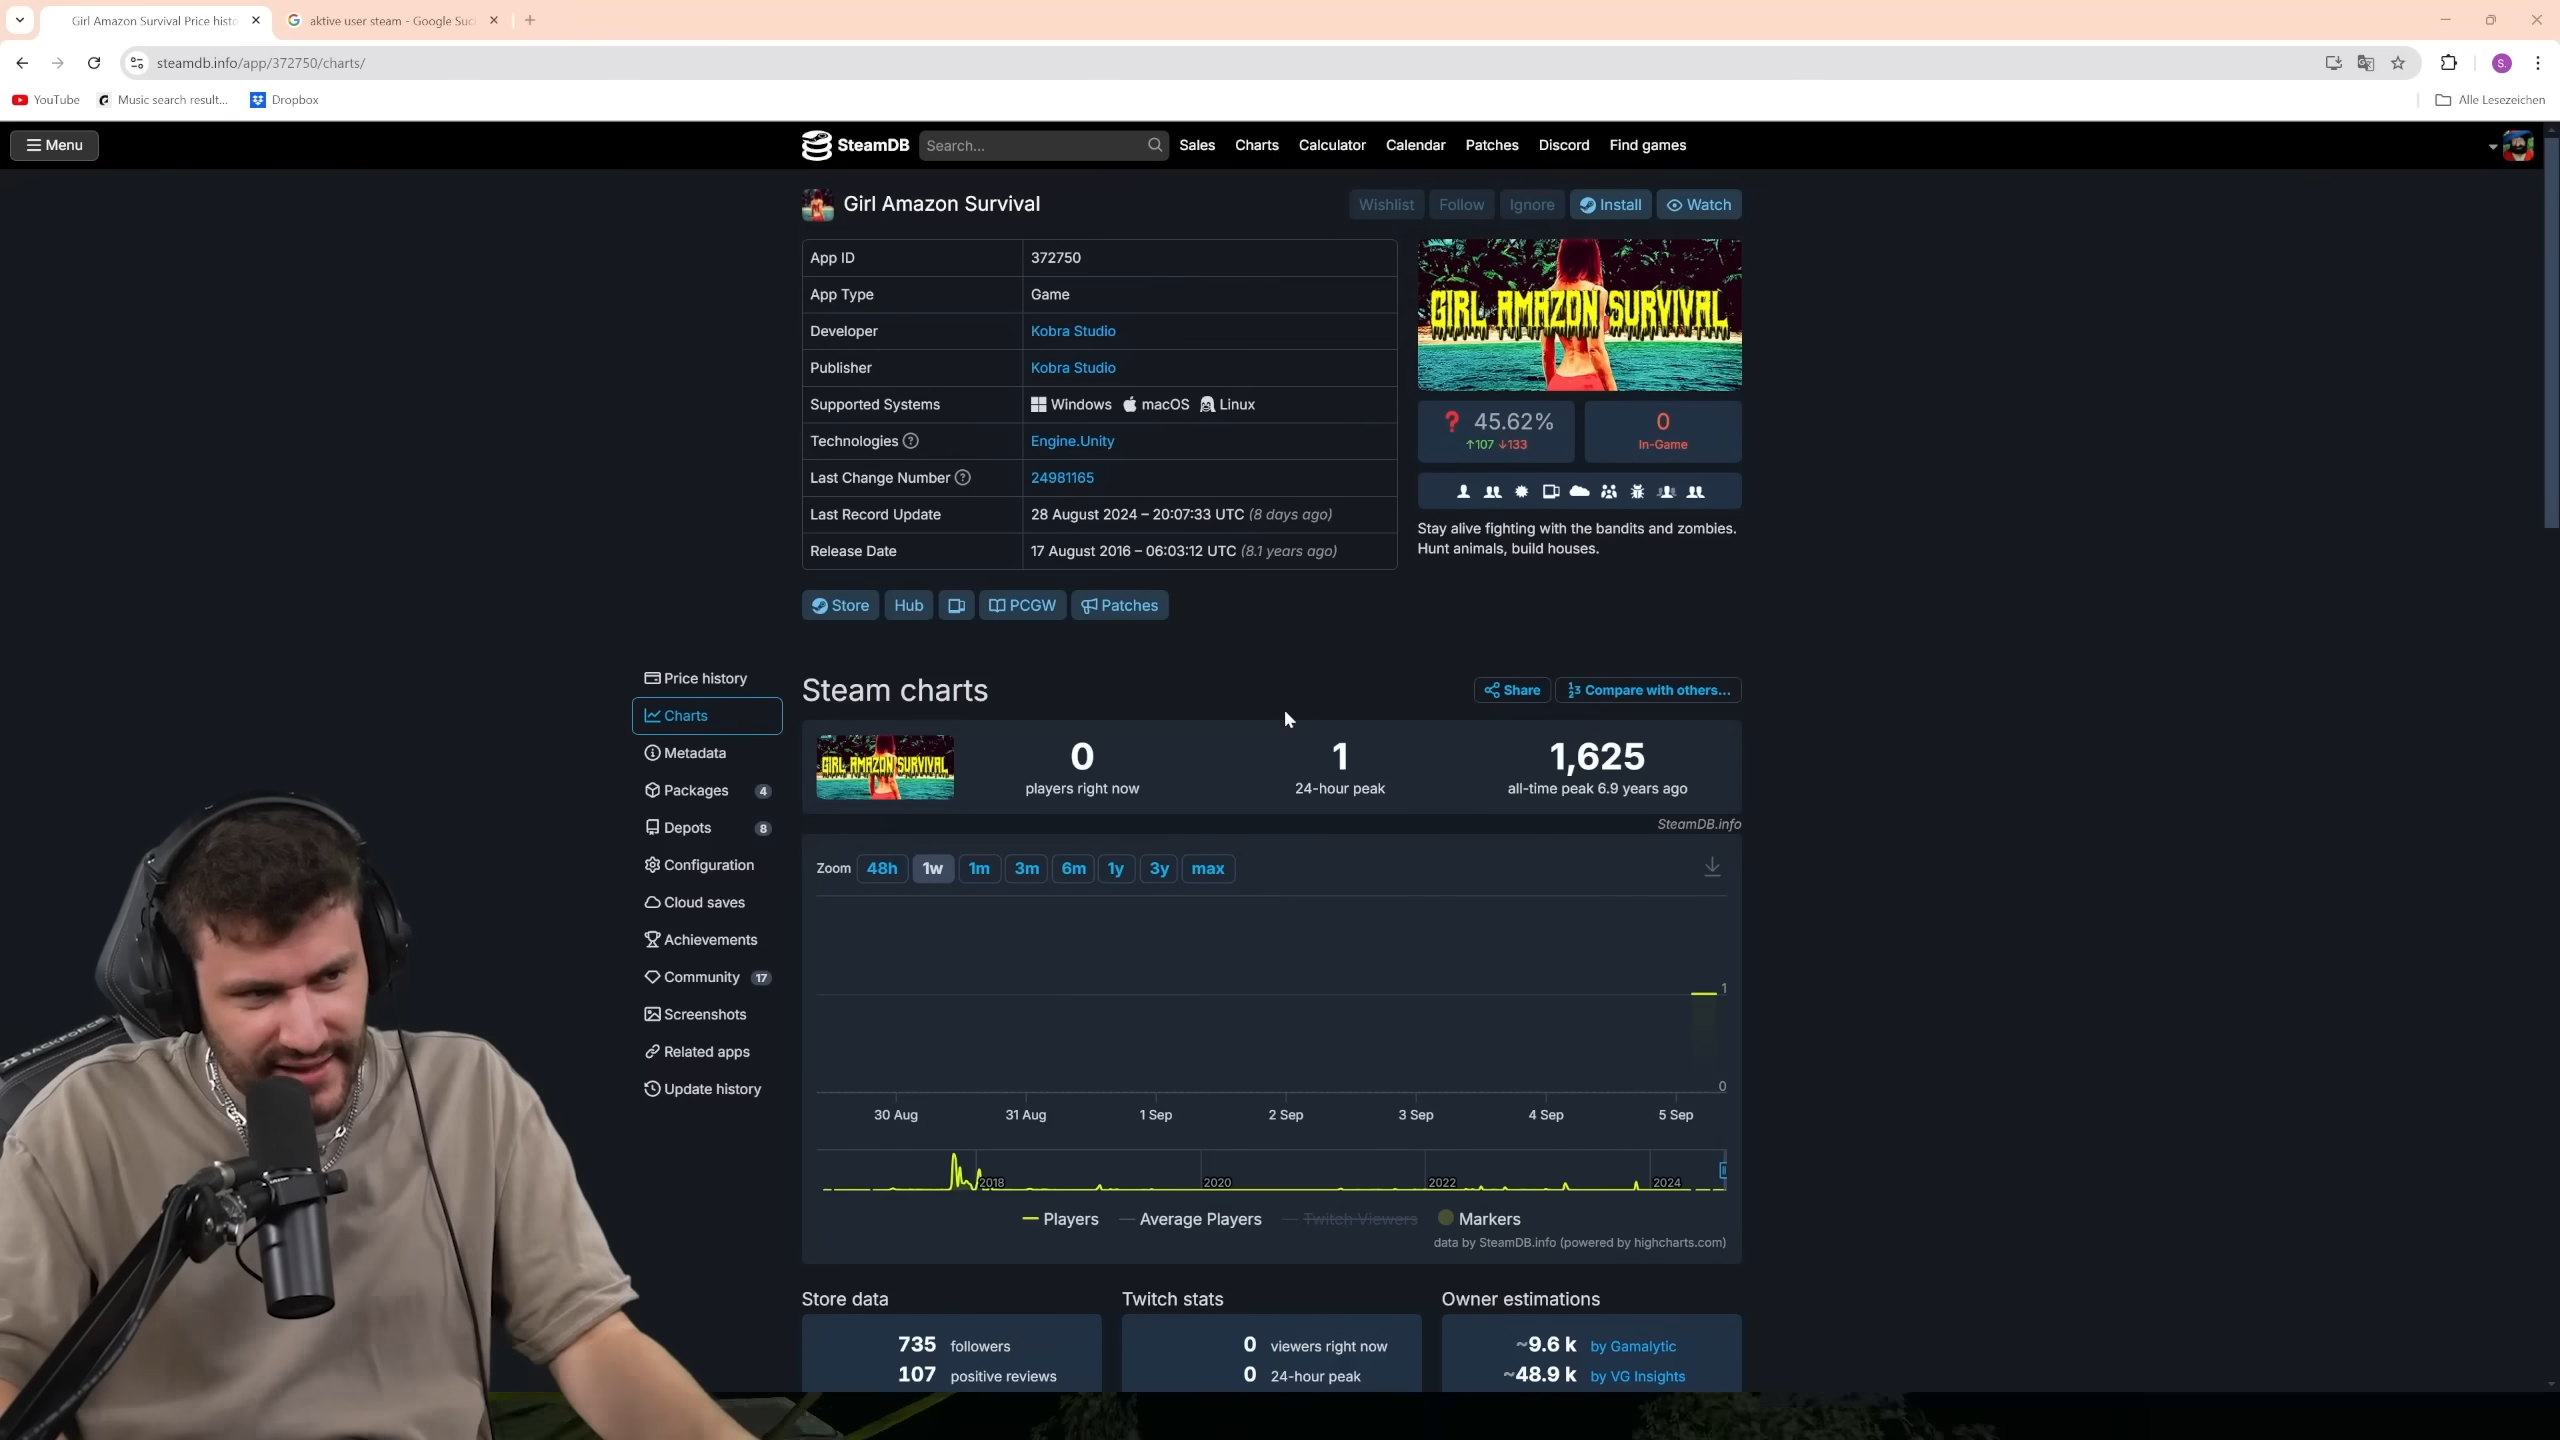 Girl Amazon Survival Price histo
aktive user steam - Google Suc
steamdb.info/app/372750/charts/
YouTube
Music search result...
Dropbox
Alle Lesezeichen
S.
Menu
SteamDB
Search...
Sales
Charts
Calculator
Calendar
Patches
Discord
Find games
Girl Amazon Survival
Wishlist
Follow
Ignore
Install
Watch
App ID 372750
App Type Game
Developer Kobra Studio
Publisher Kobra Studio
Supported Systems Windows macOS Linux
Technologies ? Engine.Unity
Last Change Number ? 24981165
Last Record Update 28 August 2024 – 20:07:33 UTC (8 days ago)
Release Date 17 August 2016 – 06:03:12 UTC (8.1 years ago)
GIRL AMAZON SURVIVAL
? 45.62%
↑107 ↓133
0
In-Game
Stay alive fighting with the bandits and zombies.
Hunt animals, build houses.
Store
Hub
PCGW
Patches
Price history
Charts
Metadata
Packages 4
Depots 8
Configuration
Cloud saves
Achievements
Community 17
Screenshots
Related apps
Update history
Steam charts
Share
Compare with others...
GIRL AMAZON SURVIVAL
0
players right now
1
24-hour peak
1,625
all-time peak 6.9 years ago
SteamDB.info
Zoom 48h 1w 1m 3m 6m 1y 3y max
1
0
30 Aug 31 Aug 1 Sep 2 Sep 3 Sep 4 Sep 5 Sep
2018 2020 2022 2024
Players Average Players Twitch Viewers Markers
data by SteamDB.info (powered by highcharts.com)
Store data
735 followers
107 positive reviews
Twitch stats
0 viewers right now
0 24-hour peak
Owner estimations
~9.6 k by Gamalytic
~48.9 k by VG Insights
BACKFORCE